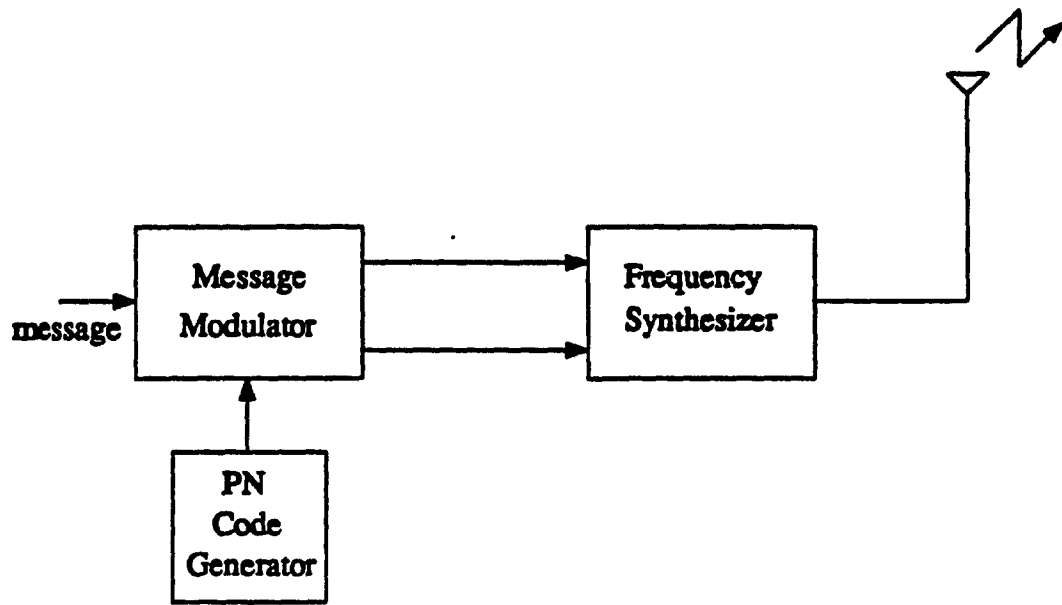 message
Message
Modulator
Frequency
Synthesizer
PN
Code
Generator